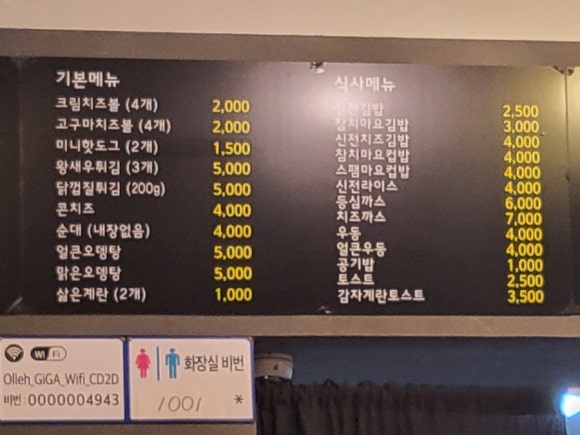 기본메뉴
크림치즈볼 (4개) 2,000
고구마치즈볼 (4개) 2,000
미니핫도그 (2개) 1,500
왕새우튀김 (3개) 5,000
닭껍질튀김 (200g) 5,000
콘치즈 4,000
순대 (내장없음) 4,000
얼큰오뎅탕 5,000
맑은오뎅탕 5,000
삶은계란 (2개) 1,000
식사메뉴
신전김밥 2,500
참치마요김밥 3,000
신전치즈김밥 4,000
참치마요컵밥 4,000
스팸마요컵밥 4,000
신전라이스 4,000
등심까스 6,000
치즈까스 7,000
우동 4,000
얼큰우동 4,000
공기밥 1,000
토스트 2,500
감자계란토스트 3,500
Wi Fi
Olleh_GiGA_Wifi_CD2D
비번:0000004943
화장실 비번
1001 *